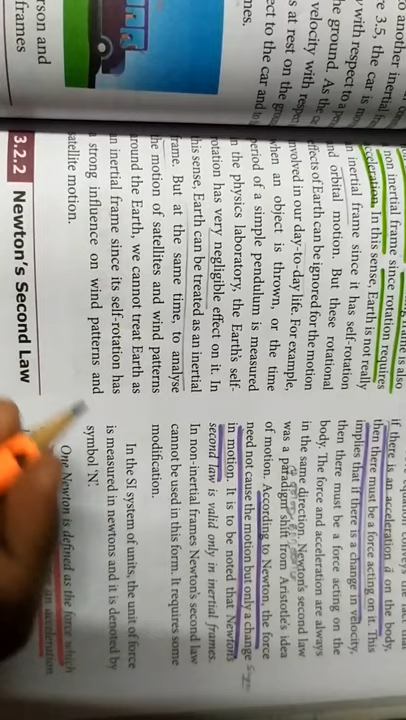 to another inertial
3.5, the car is
with respect to a
the ground. As the
velocity with
at rest on the
to the car and
and
frames
is also
non inertial frame since rotation requires
acceleration. In this sense, Earth is not really
inertial frame since it has self-rotation
and orbital motion. But these rotational
effects of Earth can be ignored for the motion
involved in our day-to-day life. For example,
when an object is thrown, or the time
period of a simple pendulum is measured
in the physics laboratory, the Earth's self-
rotation has very negligible effect on it. In
this sense, Earth can be treated as an inertial
frame. But at the same time, to analyse
the motion of satellites and wind patterns
around the Earth, we cannot treat Earth as
an inertial frame since its self-rotation has
a strong influence on wind patterns and
satellite motion.
3.2.2 Newton's Second Law
equation conveys the fact that
if there is an acceleration a on the body,
then there must be a force acting on it. This
implies that if there is a change in velocity,
then there must be a force acting on the
body. The force and acceleration are always
in the same direction. Newton's second law
was a paradigm shift from Aristotle's idea
of motion. According to Newton, the force
need not cause the motion but only a change
in motion. It is to be noted that Newton's
second law is valid only in inertial frames.
In non-inertial frames Newton's second law
cannot be used in this form. It requires some
modification.
In the SI system of units, the unit of force
is measured in newtons and it is denoted by
symbol 'N'.
One Newton is defined as the force which
an acceleration